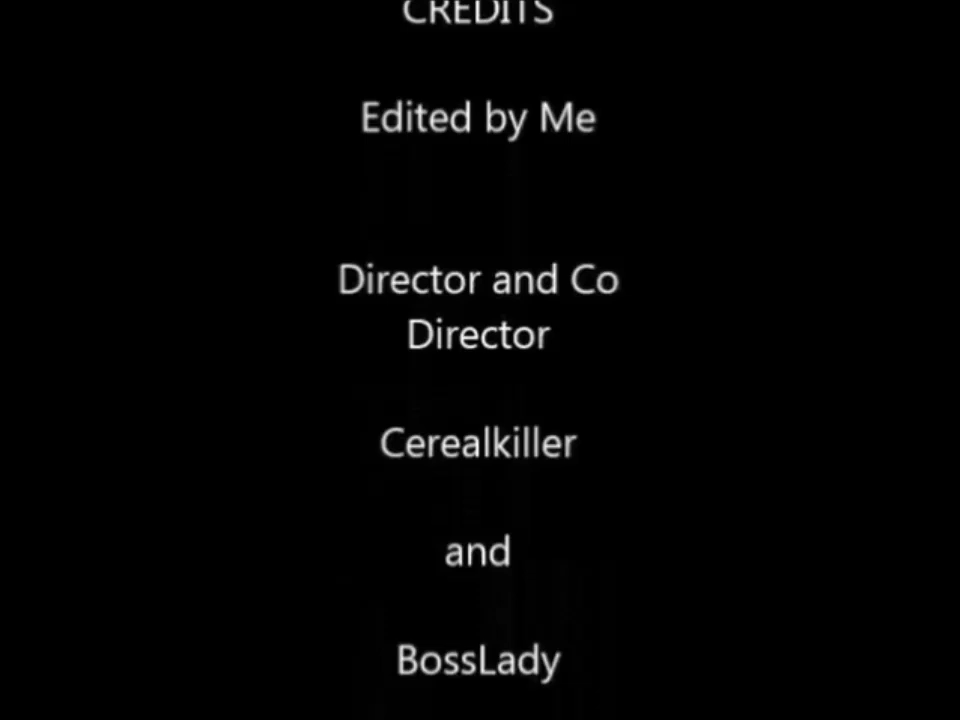 CREDITS
Edited by Me
Director and Co
Director
Cerealkiller
and
BossLady